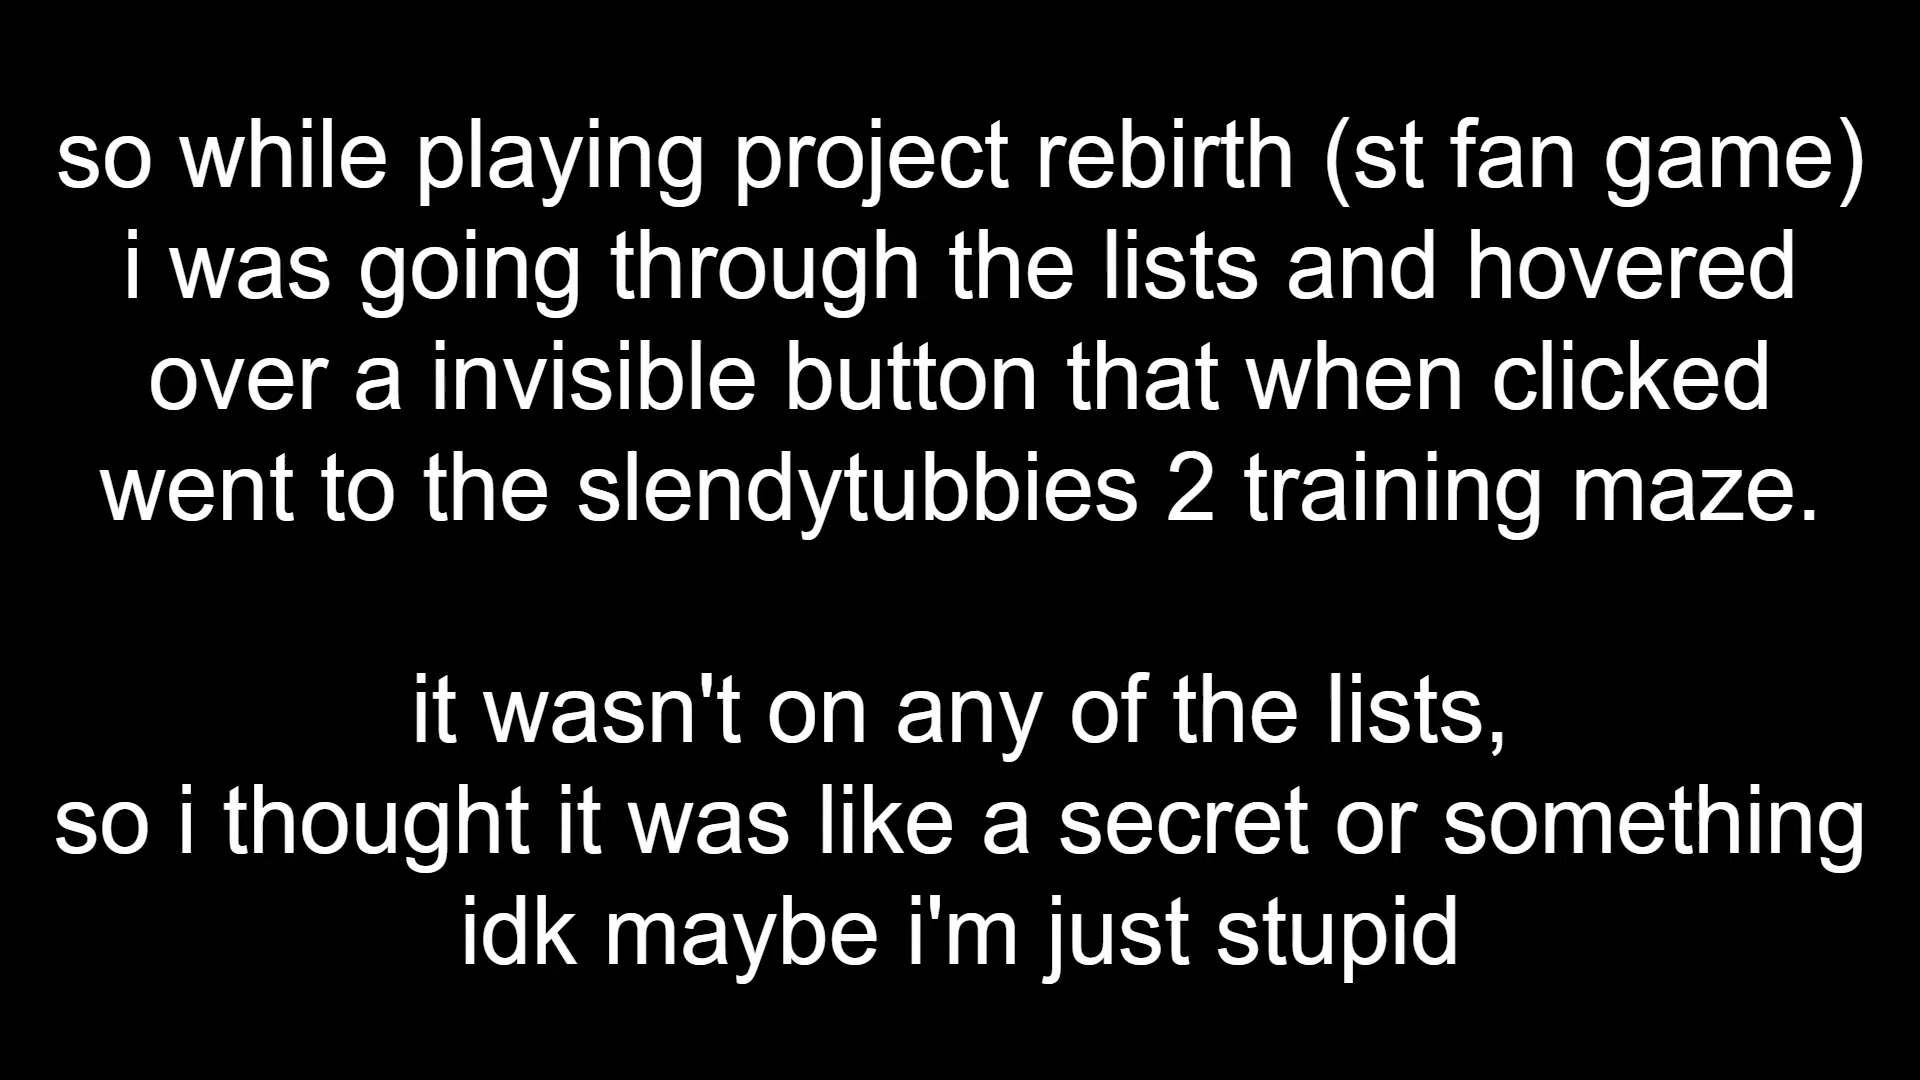 so while playing project rebirth (st fan game)
i was going through the lists and hovered
over a invisible button that when clicked
went to the slendytubbies 2 training maze.
it wasn't on any of the lists,
so i thought it was like a secret or something
idk maybe i'm just stupid